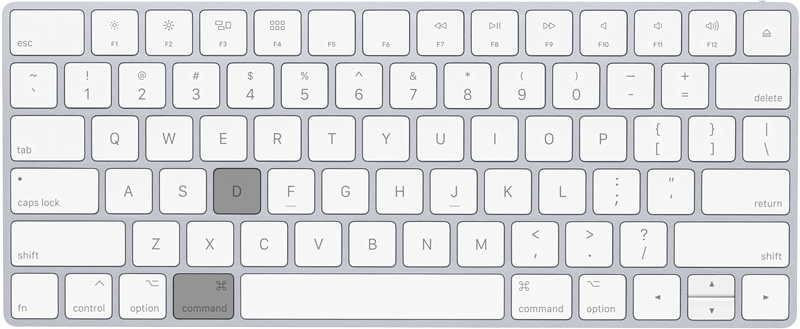 esc F1 F2 F3 F4 F5 F6 F7 F8 F9 F10 F11 F12
~ ! @ # $ % ^ & * ( ) — +
` 1 2 3 4 5 6 7 8 9 0 - = delete
tab Q W E R T Y U I O P { [ } ] | \
caps lock A S D F G H J K L : ; " ' return
shift Z X C V B N M < , > . ? / shift
fn ^ control ⌥ option ⌘ command ⌘ command ⌥ option ◄ ▲ ▼ ►